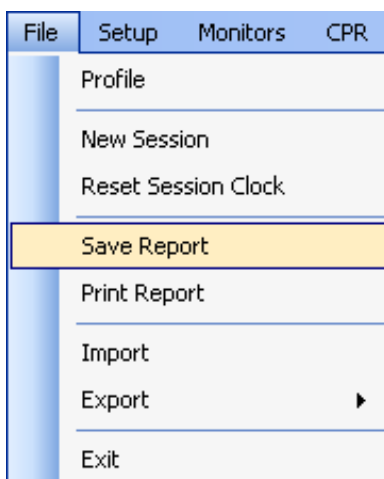 File Setup Monitors CPR
Profile
New Session
Reset Session Clock
Save Report
Print Report
Import
Export
Exit